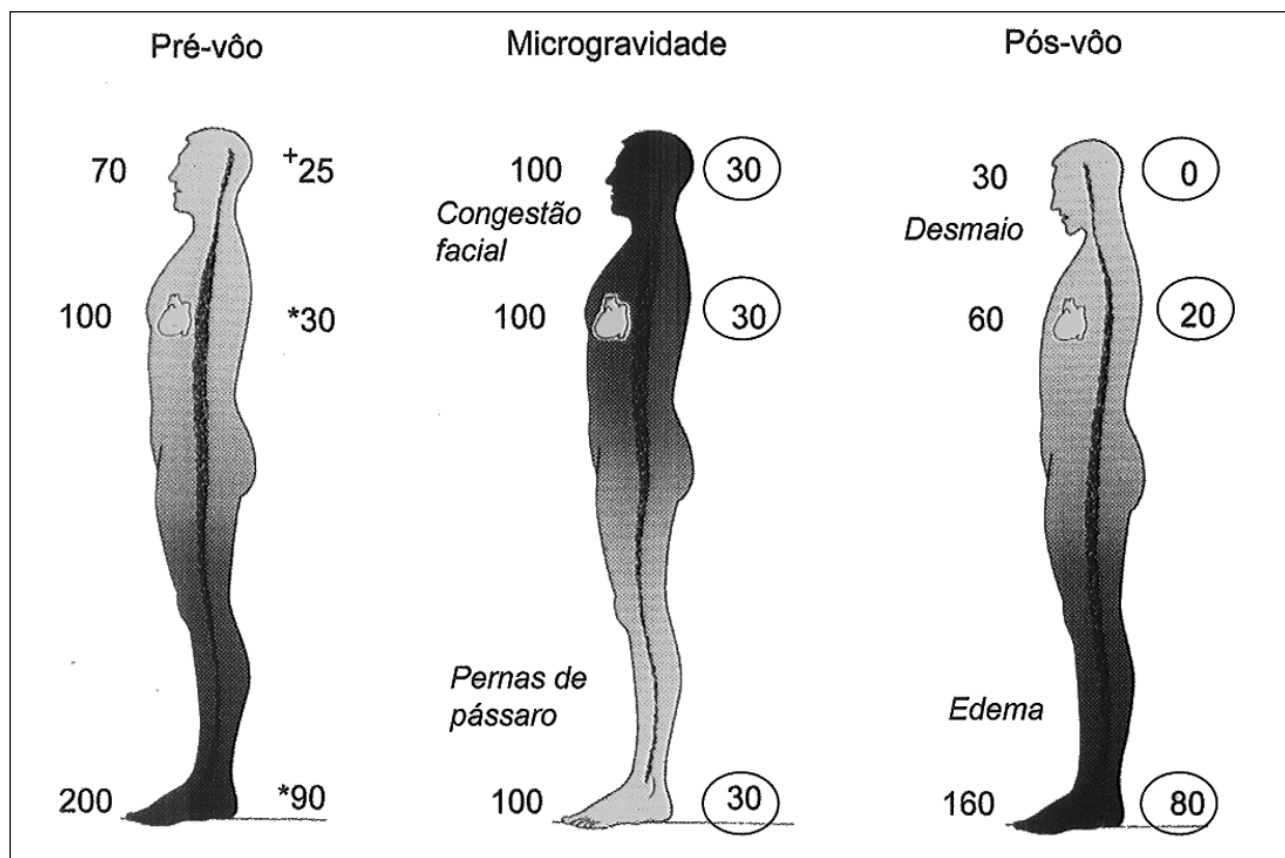 Pré-vôo
Microgravidade
Pós-vôo
70
+25
100
30
30
0
Congestão
facial
Desmaio
100
*30
100
30
60
20
Pernas de
pássaro
Edema
200
*90
100
30
160
80